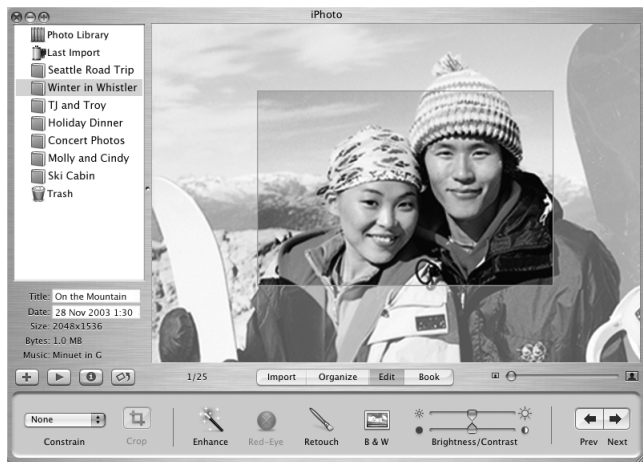 iPhoto
Photo Library
Last Import
Seattle Road Trip
Winter in Whistler
TJ and Troy
Holiday Dinner
Concert Photos
Molly and Cindy
Ski Cabin
Trash
Title: On the Mountain
Date: 28 Nov 2003 1:30
Size: 2048x1536
Bytes: 1.0 MB
Music: Minuet in G
1/25
Import Organize Edit Book
None
Constrain Crop Enhance Red-Eye Retouch B & W Brightness/Contrast Prev Next